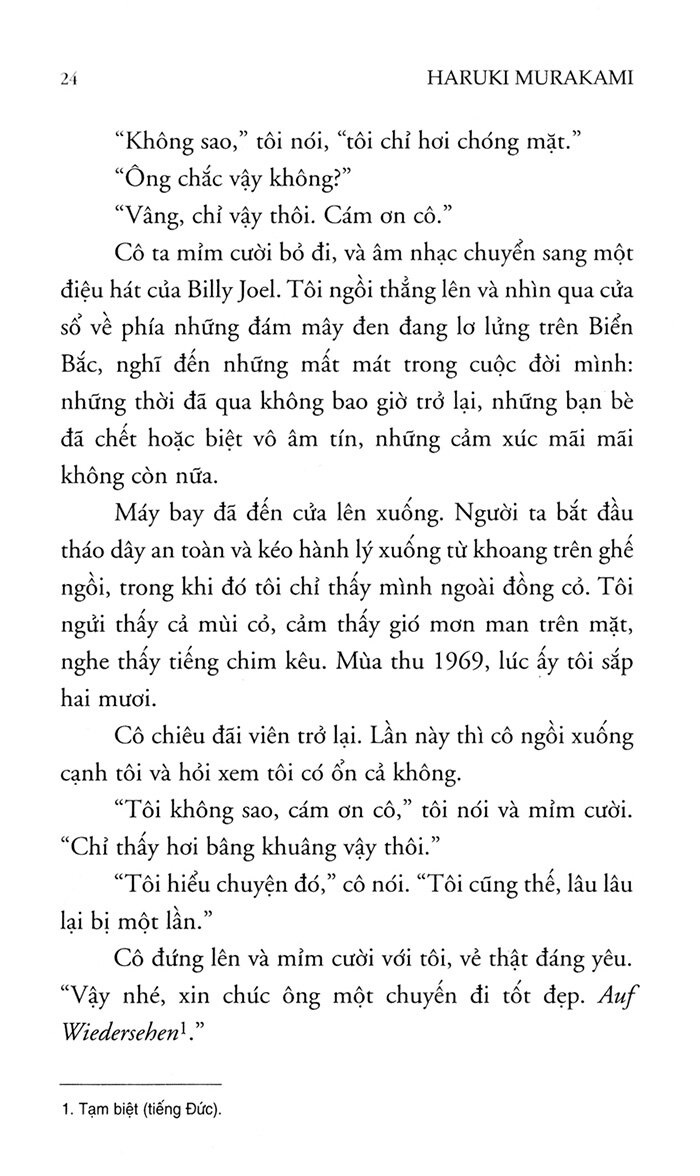 24 HARUKI MURAKAMI
“Không sao,” tôi nói, “tôi chỉ hơi chóng mặt.”
“Ông chắc vậy không?”
“Vâng, chỉ vậy thôi. Cám ơn cô.”
Cô ta mỉm cười bỏ đi, và âm nhạc chuyển sang một
điệu hát của Billy Joel. Tôi ngồi thẳng lên và nhìn qua cửa
sổ về phía những đám mây đen đang lơ lửng trên Biển
Bắc, nghĩ đến những mất mát trong cuộc đời mình:
những thời đã qua không bao giờ trở lại, những bạn bè
đã chết hoặc biệt vô âm tín, những cảm xúc mãi mãi
không còn nữa.
Máy bay đã đến cửa lên xuống. Người ta bắt đầu
tháo dây an toàn và kéo hành lý xuống từ khoang trên ghế
ngồi, trong khi đó tôi chỉ thấy mình ngoài đồng cỏ. Tôi
ngửi thấy cả mùi cỏ, cảm thấy gió mơn man trên mặt,
nghe thấy tiếng chim kêu. Mùa thu 1969, lúc ấy tôi sắp
hai mươi.
Cô chiêu đãi viên trở lại. Lần này thì cô ngồi xuống
cạnh tôi và hỏi xem tôi có ổn cả không.
“Tôi không sao, cám ơn cô,” tôi nói và mỉm cười.
“Chỉ thấy hơi bâng khuâng vậy thôi.”
“Tôi hiểu chuyện đó,” cô nói. “Tôi cũng thế, lâu lâu
lại bị một lần.”
Cô đứng lên và mỉm cười với tôi, vẻ thật đáng yêu.
“Vậy nhé, xin chúc ông một chuyến đi tốt đẹp. Auf
Wiedersehen¹.”
1. Tạm biệt (tiếng Đức).